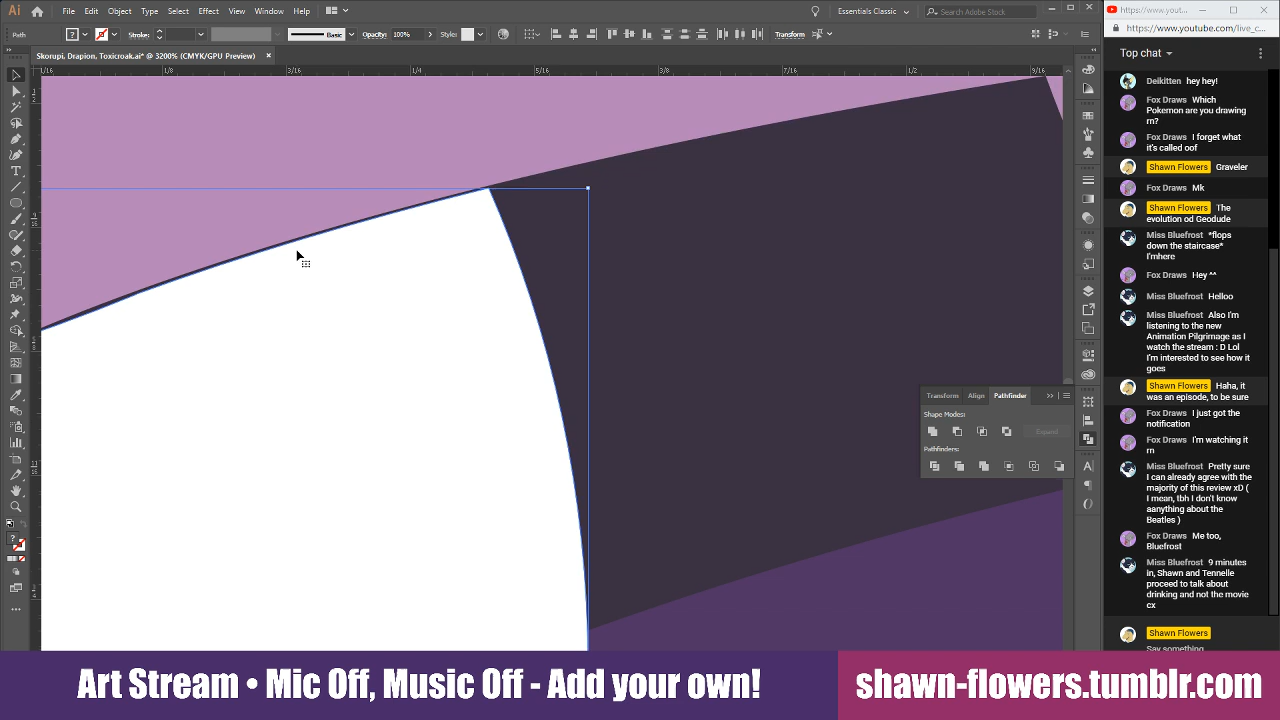 Ai
File Edit Object Type Select Effect View Window Help
Essentials Classic
Search Adobe Stock
https://www.you...
https://www.youtube.com/live_c...
Path
?
Stroke:
Basic
Opacity: 100%
Style:
Transform
Skorupi, Drapion, Toxicroak.ai* @ 3200% (CMYK/GPU Preview)
1/16 1/8 3/16 1/4 5/16 3/8 7/16 1/2 9/16
Top chat
Deikitten hey hey!
Fox Draws Which
Pokemon are you drawing
rn?
Fox Draws I forget what
it's called oof
Shawn Flowers Graveler
Fox Draws Mk
Shawn Flowers The
evolution od Geodude
Miss Bluefrost *flops
down the staircase*
I'mhere
Fox Draws Hey ^^
Miss Bluefrost Helloo
Miss Bluefrost Also I'm
listening to the new
Animation Pilgrimage as I
watch the stream : D Lol
I'm interested to see how it
goes
Shawn Flowers Haha, it
was an episode, to be sure
Fox Draws I just got the
notification
Fox Draws I'm watching it
rn
Miss Bluefrost Pretty sure
I can already agree with the
majority of this review xD (
I mean, tbh I don't know
aanything about the
Beatles )
Fox Draws Me too,
Bluefrost
Miss Bluefrost 9 minutes
in, Shawn and Tennelle
proceed to talk about
drinking and not the movie
cx
Shawn Flowers
Say something
Transform Align Pathfinder
Shape Modes:
Expand
Pathfinders:
Art Stream • Mic Off, Music Off - Add your own!
shawn-flowers.tumblr.com